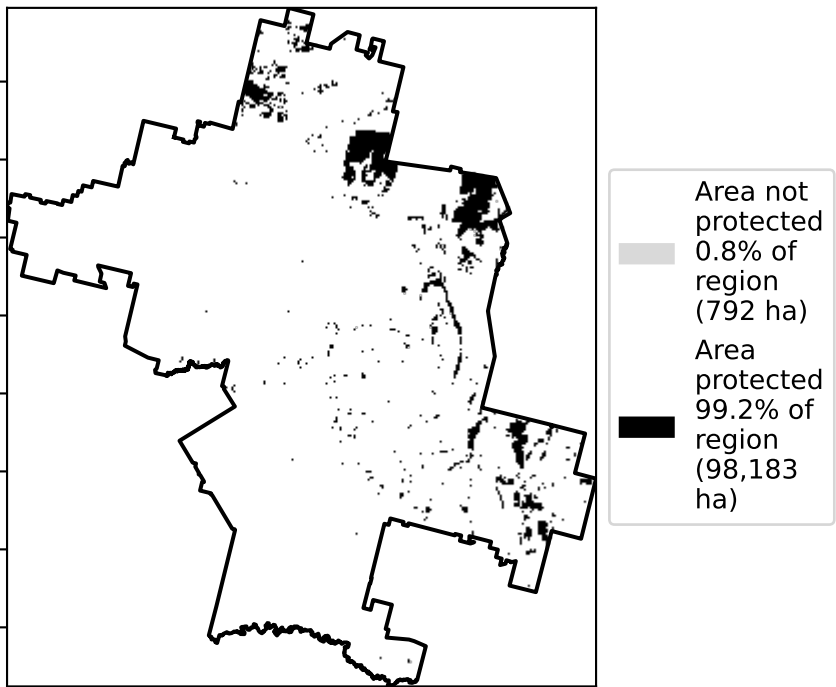 Area not
protected
0.8% of
region
(792 ha)
Area
protected
99.2% of
region
(98,183
ha)